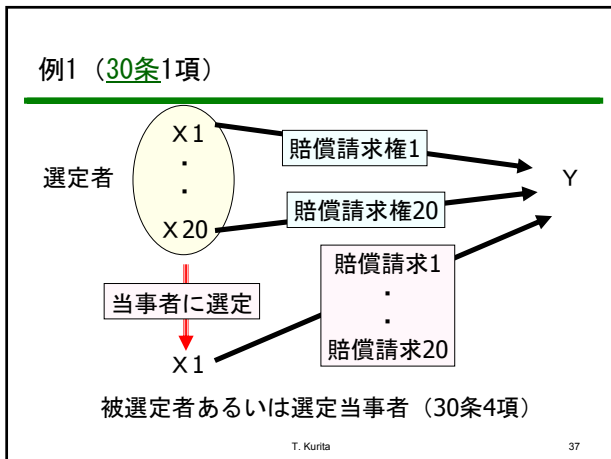 例1（30条1項）
X1
・
・
X20
選定者
賠償請求権1
賠償請求権20
Y
当事者に選定
賠償請求1
・
・
賠償請求20
X1
被選定者あるいは選定当事者（30条4項）
T. Kurita
37